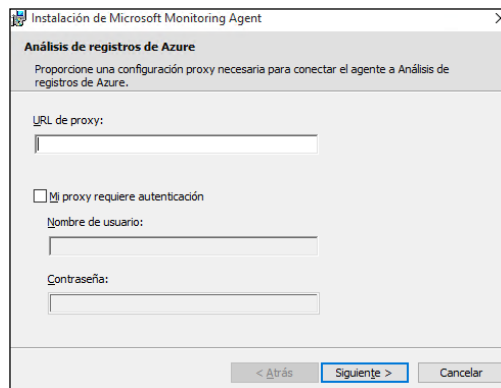 Instalación de Microsoft Monitoring Agent
Análisis de registros de Azure
Proporcione una configuración proxy necesaria para conectar el agente a Análisis de
registros de Azure.
URL de proxy:
Mi proxy requiere autenticación
Nombre de usuario:
Contraseña:
< Atrás
Siguiente >
Cancelar